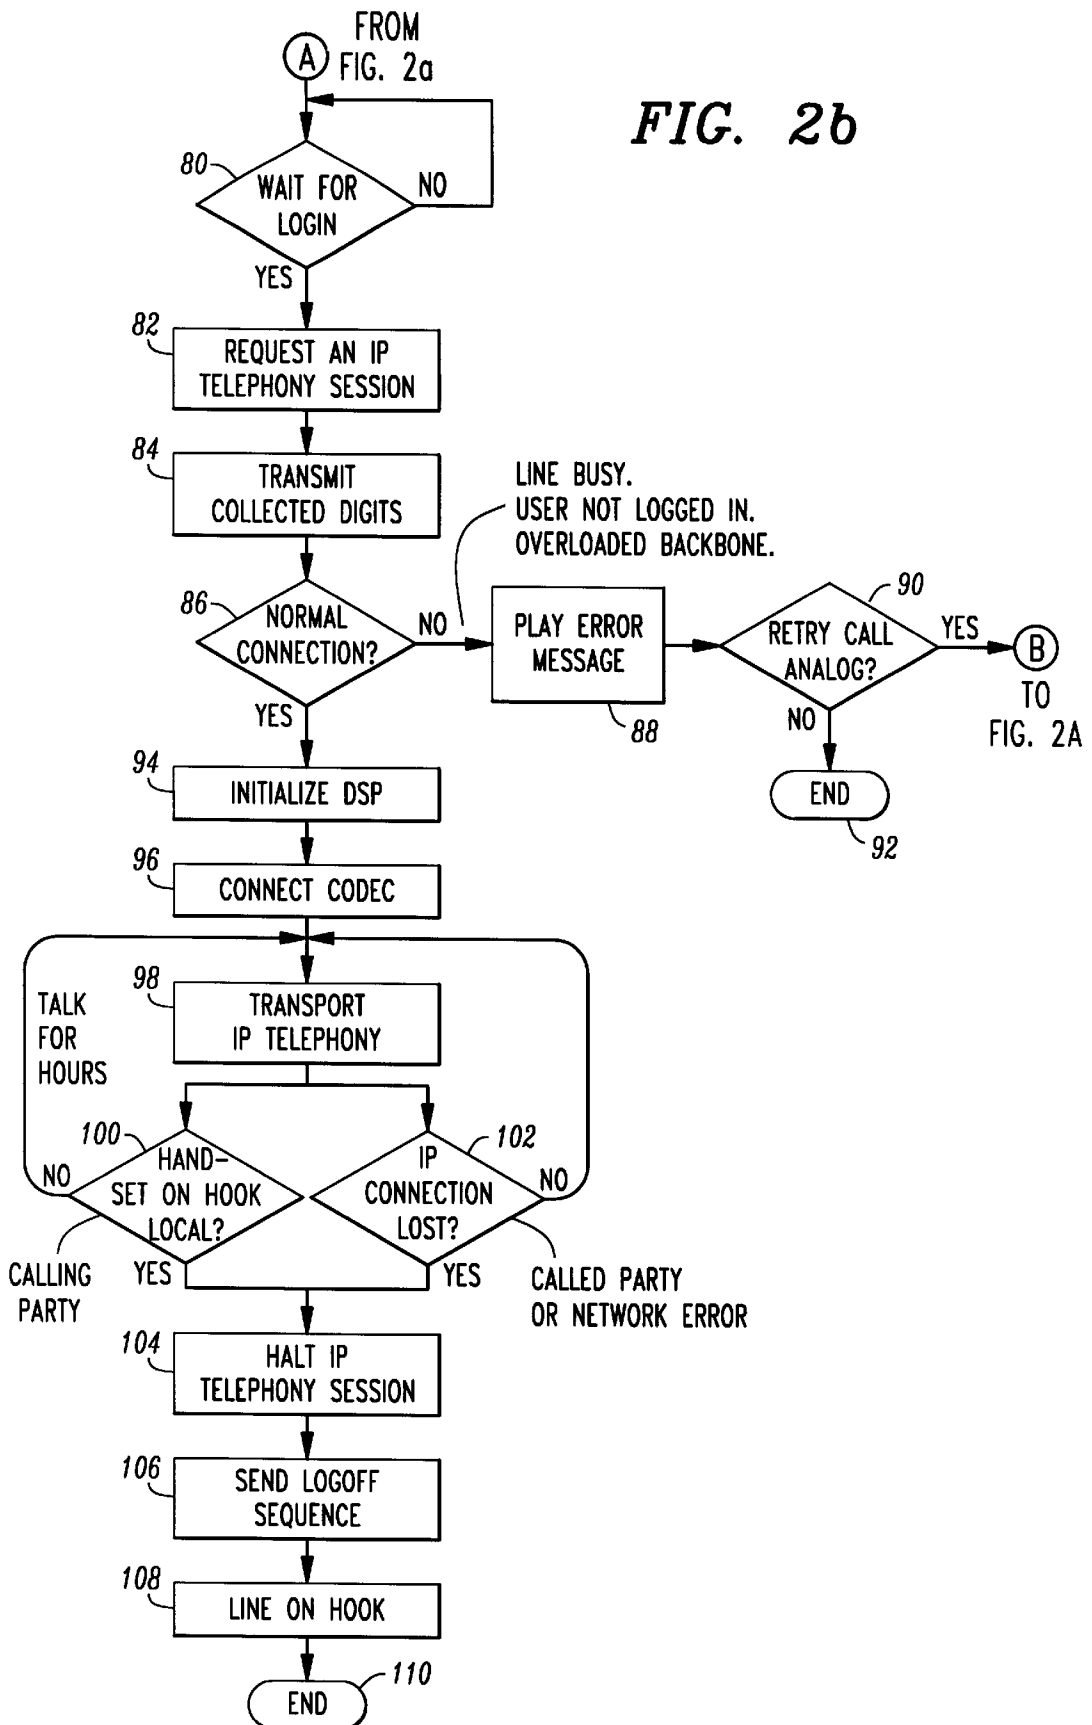 FROM
FIG. 2a
A
FIG. 2b
80
WAIT FOR
LOGIN
NO
YES
82
REQUEST AN IP
TELEPHONY SESSION
84
TRANSMIT
COLLECTED DIGITS
LINE BUSY.
USER NOT LOGGED IN.
OVERLOADED BACKBONE.
86
NORMAL
CONNECTION?
NO
YES
PLAY ERROR
MESSAGE
88
90
RETRY CALL
ANALOG?
YES
B
TO
FIG. 2A
NO
END
92
94
INITIALIZE DSP
96
CONNECT CODEC
98
TRANSPORT
IP TELEPHONY
TALK
FOR
HOURS
100
HAND-
SET ON HOOK
LOCAL?
NO
YES
CALLING
PARTY
102
IP
CONNECTION
LOST?
NO
YES
CALLED PARTY
OR NETWORK ERROR
104
HALT IP
TELEPHONY SESSION
106
SEND LOGOFF
SEQUENCE
108
LINE ON HOOK
110
END